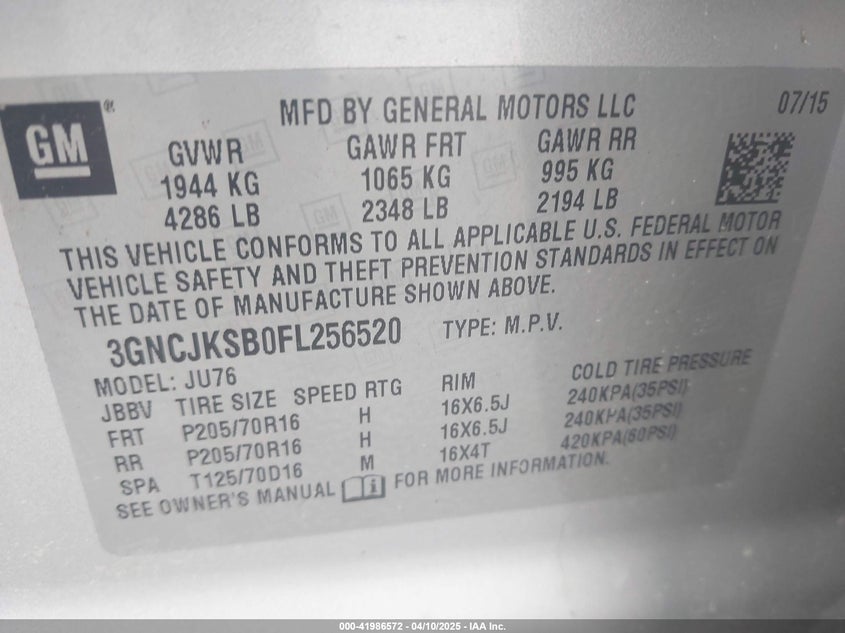 GM ®
MFD BY GENERAL MOTORS LLC 07/15
GVWR GAWR FRT GAWR RR
1944 KG 1065 KG 995 KG
4286 LB 2348 LB 2194 LB
THIS VEHICLE CONFORMS TO ALL APPLICABLE U.S. FEDERAL MOTOR
VEHICLE SAFETY AND THEFT PREVENTION STANDARDS IN EFFECT ON
THE DATE OF MANUFACTURE SHOWN ABOVE.
3GNCJKSB0FL256520 TYPE: M.P.V.
MODEL: JU76
JBBV TIRE SIZE SPEED RTG RIM COLD TIRE PRESSURE
FRT P205/70R16 H 16X6.5J 240KPA(35PSI)
RR P205/70R16 H 16X6.5J 240KPA(35PSI)
SPA T125/70D16 M 16X4T 420KPA(60PSI)
SEE OWNER'S MANUAL FOR MORE INFORMATION.
000-41986572 - 04/10/2025 - IAA Inc.